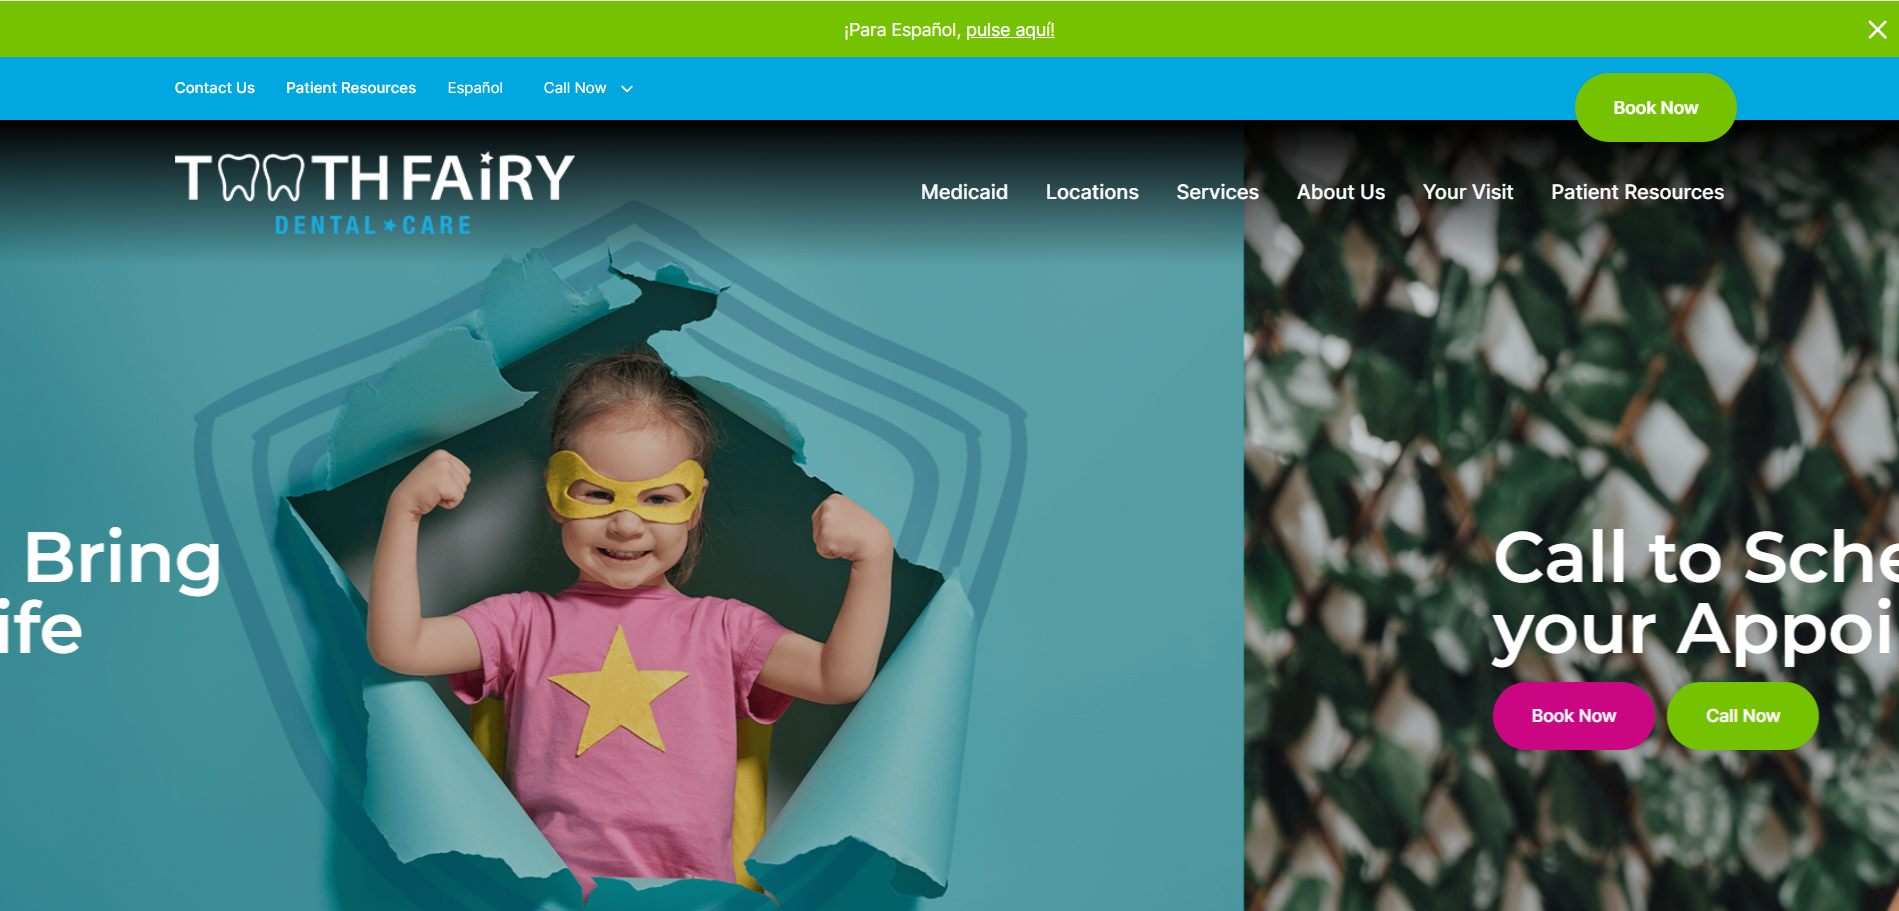 ¡Para Español, pulse aquí!
Contact Us Patient Resources Español Call Now
Book Now
TOOTH FAiRY
DENTAL CARE
Medicaid Locations Services About Us Your Visit Patient Resources
Bring
ife
Call to Sche
your Appoi
Book Now Call Now